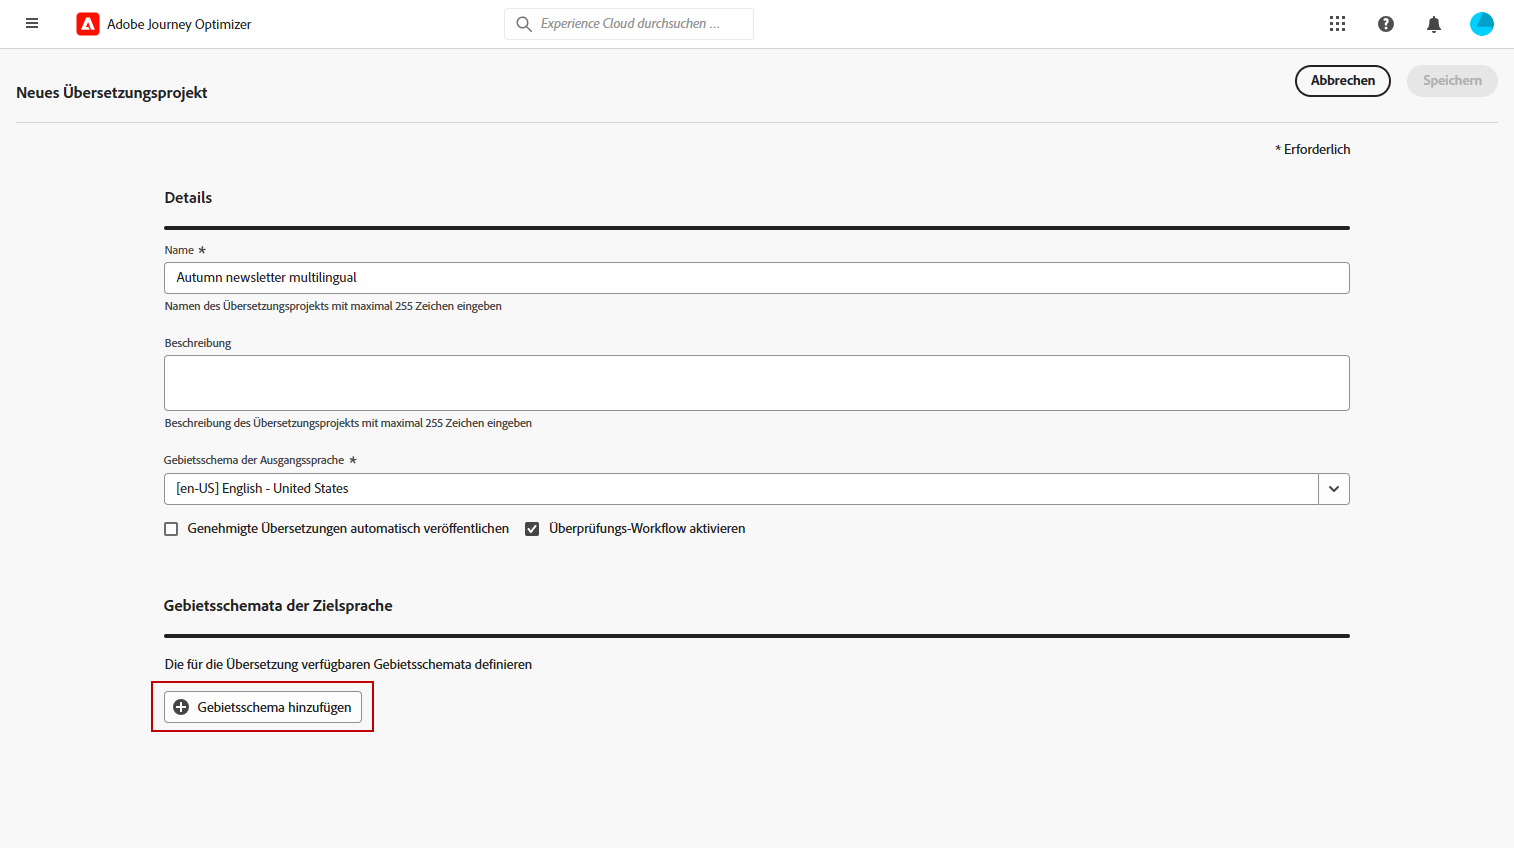 Adobe Journey Optimizer
Experience Cloud durchsuchen ...
Neues Übersetzungsprojekt
Abbrechen
Speichern
* Erforderlich
Details
Name *
Autumn newsletter multilingual
Namen des Übersetzungsprojekts mit maximal 255 Zeichen eingeben
Beschreibung
Beschreibung des Übersetzungsprojekts mit maximal 255 Zeichen eingeben
Gebietsschema der Ausgangssprache *
[en-US] English - United States
Genehmigte Übersetzungen automatisch veröffentlichen
Überprüfungs-Workflow aktivieren
Gebietsschemata der Zielsprache
Die für die Übersetzung verfügbaren Gebietsschemata definieren
Gebietsschema hinzufügen